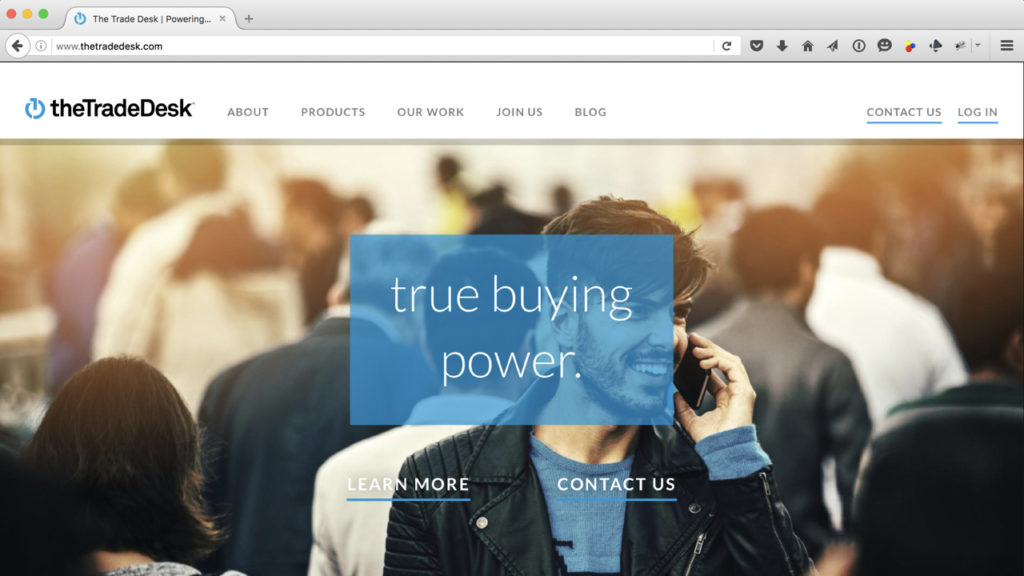 The Trade Desk | Powering...
www.thetradedesk.com
theTradeDesk
ABOUT
PRODUCTS
OUR WORK
JOIN US
BLOG
CONTACT US
LOG IN
true buying
power.
LEARN MORE
CONTACT US